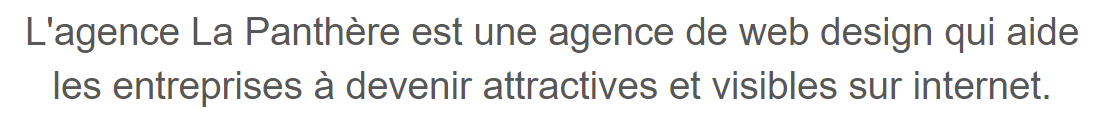 L'agence La Panthère est une agence de web design qui aide
les entreprises à devenir attractives et visibles sur internet.